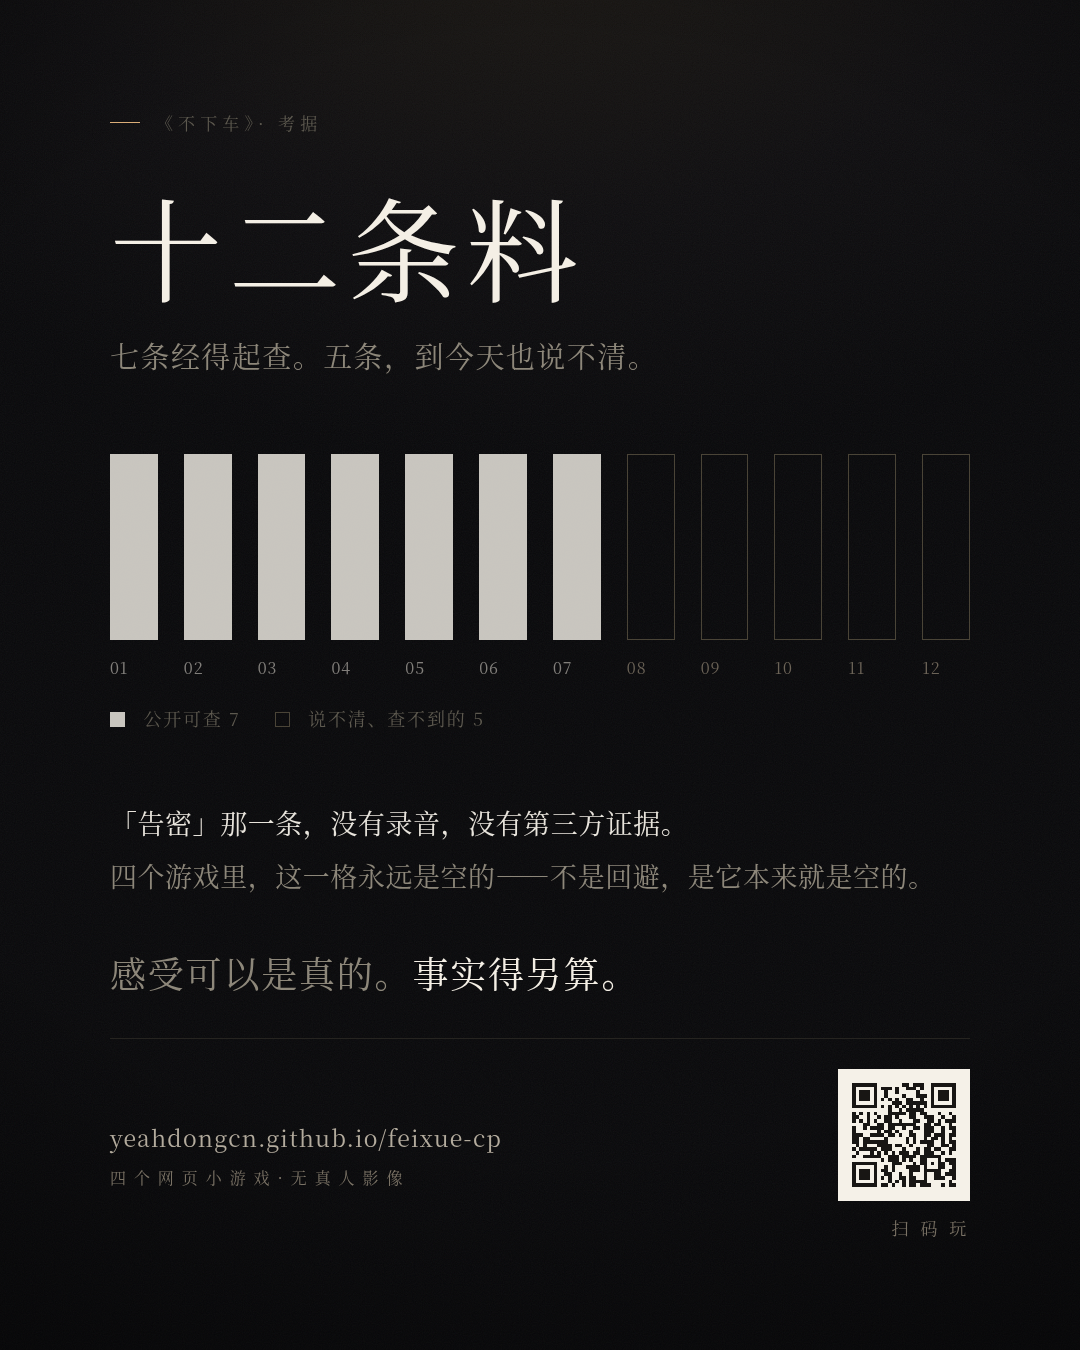 《不下车》· 考据
十二条料
七条经得起查。五条，到今天也说不清。
01 02 03 04 05 06 07 08 09 10 11 12
公开可查 7 说不清、查不到的 5
「告密」那一条，没有录音，没有第三方证据。
四个游戏里，这一格永远是空的——不是回避，是它本来就是空的。
感受可以是真的。事实得另算。
yeahdongcn.github.io/feixue-cp
四个网页小游戏·无真人影像
扫码玩